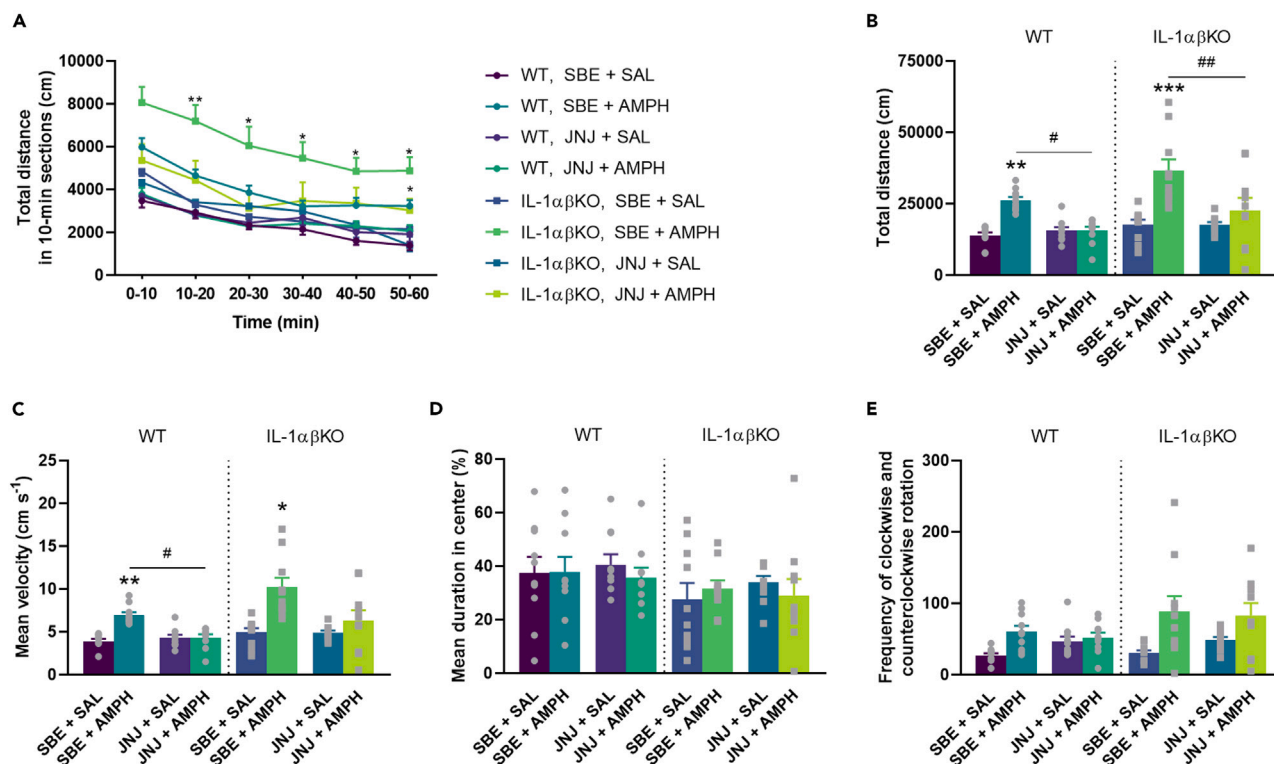 A
Total distance
in 10-min sections (cm)
10000
8000
6000
4000
2000
0
** * * * *
*
0-10 10-20 20-30 30-40 40-50 50-60
Time (min)
WT, SBE + SAL
WT, SBE + AMPH
WT, JNJ + SAL
WT, JNJ + AMPH
IL-1αβKO, SBE + SAL
IL-1αβKO, SBE + AMPH
IL-1αβKO, JNJ + SAL
IL-1αβKO, JNJ + AMPH
B
WT IL-1αβKO
Total distance (cm)
75000
50000
25000
0
** # *** ##
SBE + SAL
SBE + AMPH
JNJ + SAL
JNJ + AMPH
SBE + SAL
SBE + AMPH
JNJ + SAL
JNJ + AMPH
C
WT IL-1αβKO
Mean velocity (cm s-1)
25
20
15
10
5
0
** # *
SBE + SAL
SBE + AMPH
JNJ + SAL
JNJ + AMPH
SBE + SAL
SBE + AMPH
JNJ + SAL
JNJ + AMPH
D
WT IL-1αβKO
Mean duration in center (%)
80
60
40
20
0
SBE + SAL
SBE + AMPH
JNJ + SAL
JNJ + AMPH
SBE + SAL
SBE + AMPH
JNJ + SAL
JNJ + AMPH
E
WT IL-1αβKO
Frequency of clockwise and
counterclockwise rotation
300
200
100
0
SBE + SAL
SBE + AMPH
JNJ + SAL
JNJ + AMPH
SBE + SAL
SBE + AMPH
JNJ + SAL
JNJ + AMPH